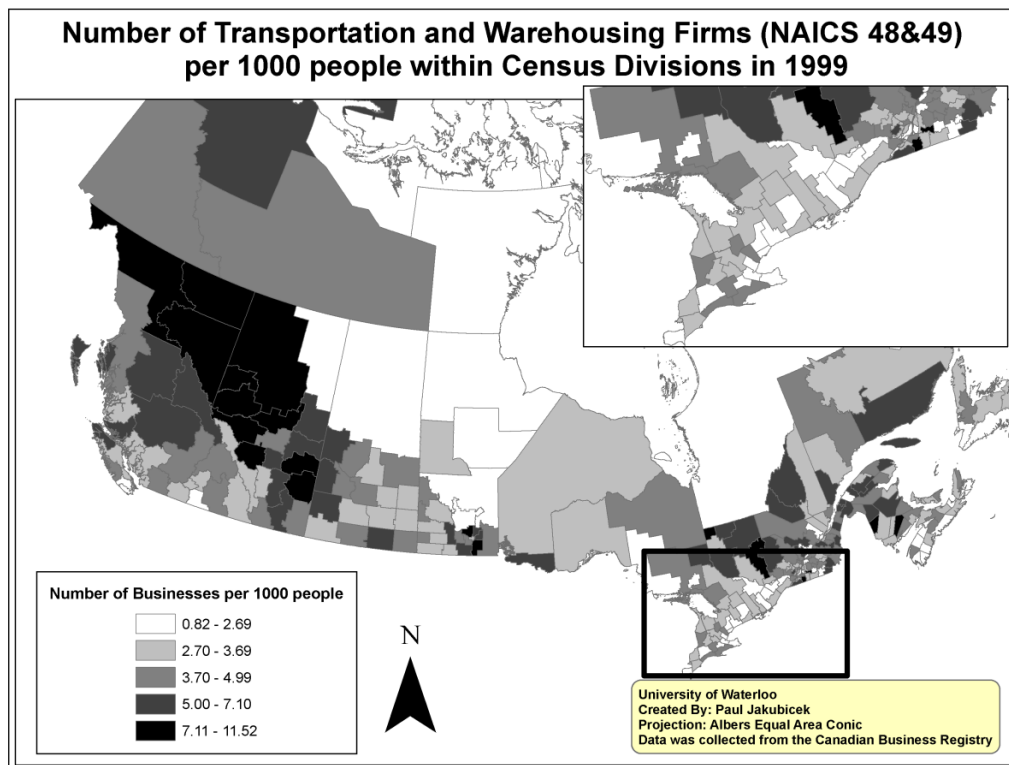 Number of Transportation and Warehousing Firms (NAICS 48&49)
per 1000 people within Census Divisions in 1999
Number of Businesses per 1000 people
0.82 - 2.69
2.70 - 3.69
3.70 - 4.99
5.00 - 7.10
7.11 - 11.52
N
University of Waterloo
Created By: Paul Jakubicek
Projection: Albers Equal Area Conic
Data was collected from the Canadian Business Registry